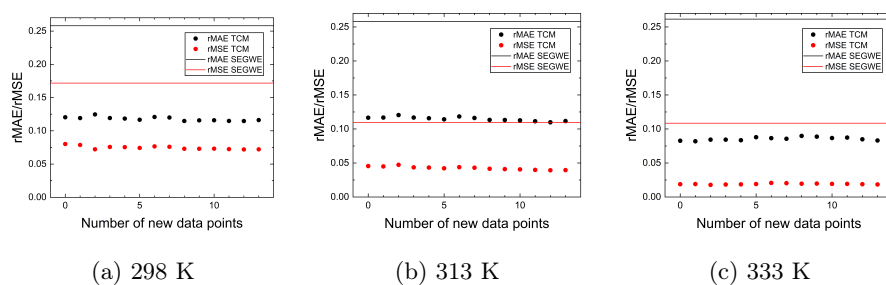 0.25
0.20
0.15
0.10
0.05
0.00
rMAE/rMSE
rMAE TCM
rMSE TCM
rMAE SEGWE
rMSE SEGWE
0 5 10
Number of new data points
(a) 298 K
0.25
0.20
0.15
0.10
0.05
0.00
rMAE/rMSE
rMAE TCM
rMSE TCM
rMAE SEGWE
rMSE SEGWE
0 5 10
Number of new data points
(b) 313 K
0.25
0.20
0.15
0.10
0.05
0.00
rMAE/rMSE
rMAE TCM
rMSE TCM
rMAE SEGWE
rMSE SEGWE
0 5 10
Number of new data points
(c) 333 K